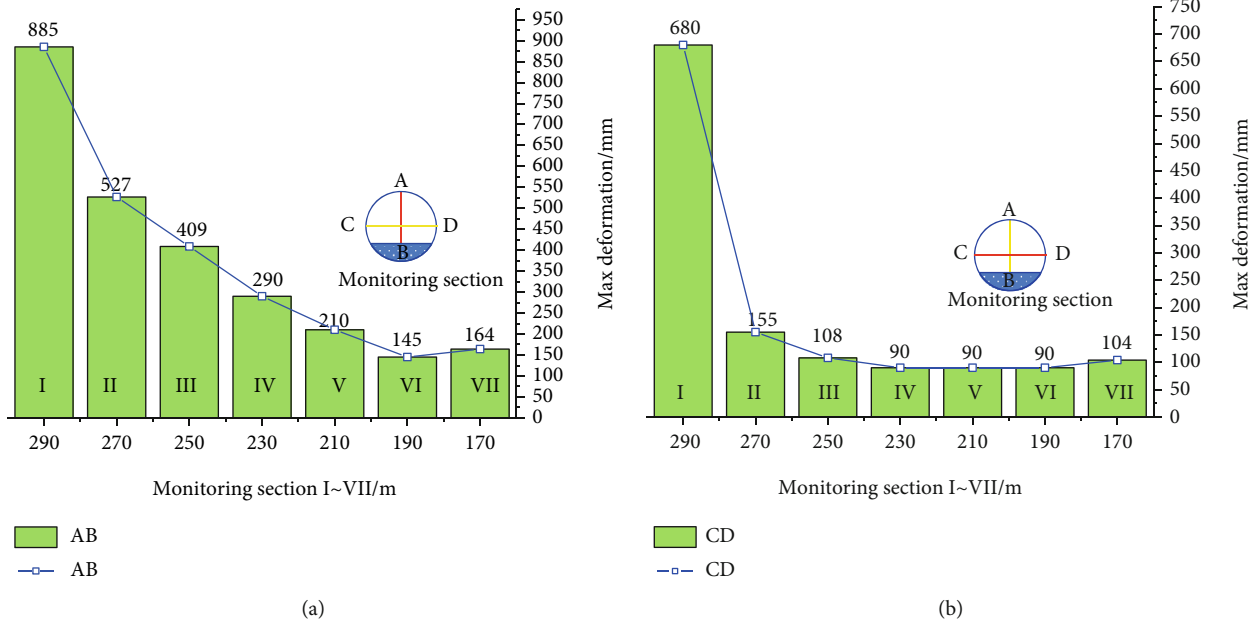 885
527
409
290
210
145
164
I
II
III
IV
V
VI
VII
290
270
250
230
210
190
170
Monitoring section I~VII/m
950
900
850
800
750
700
650
600
550
500
450
400
350
300
250
200
150
100
50
0
Max deformation/mm
A
C
D
B
Monitoring section
AB
AB
(a)
680
155
108
90
90
90
104
I
II
III
IV
V
VI
VII
290
270
250
230
210
190
170
Monitoring section I~VII/m
750
700
650
600
550
500
450
400
350
300
250
200
150
100
50
0
Max deformation/mm
A
C
D
B
Monitoring section
CD
CD
(b)